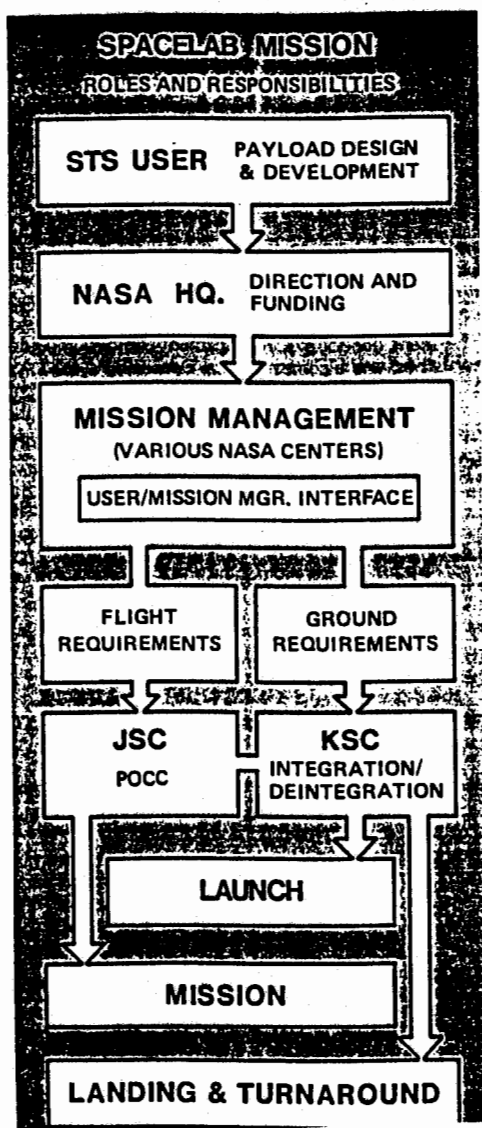 SPACELAB MISSION
ROLES AND RESPONSIBILITIES
STS USER
PAYLOAD DESIGN
& DEVELOPMENT
NASA HQ.
DIRECTION AND
FUNDING
MISSION MANAGEMENT
(VARIOUS NASA CENTERS)
USER/MISSION MGR. INTERFACE
FLIGHT
REQUIREMENTS
GROUND
REQUIREMENTS
JSC
POCC
KSC
INTEGRATION/
DEINTEGRATION
LAUNCH
MISSION
LANDING & TURNAROUND